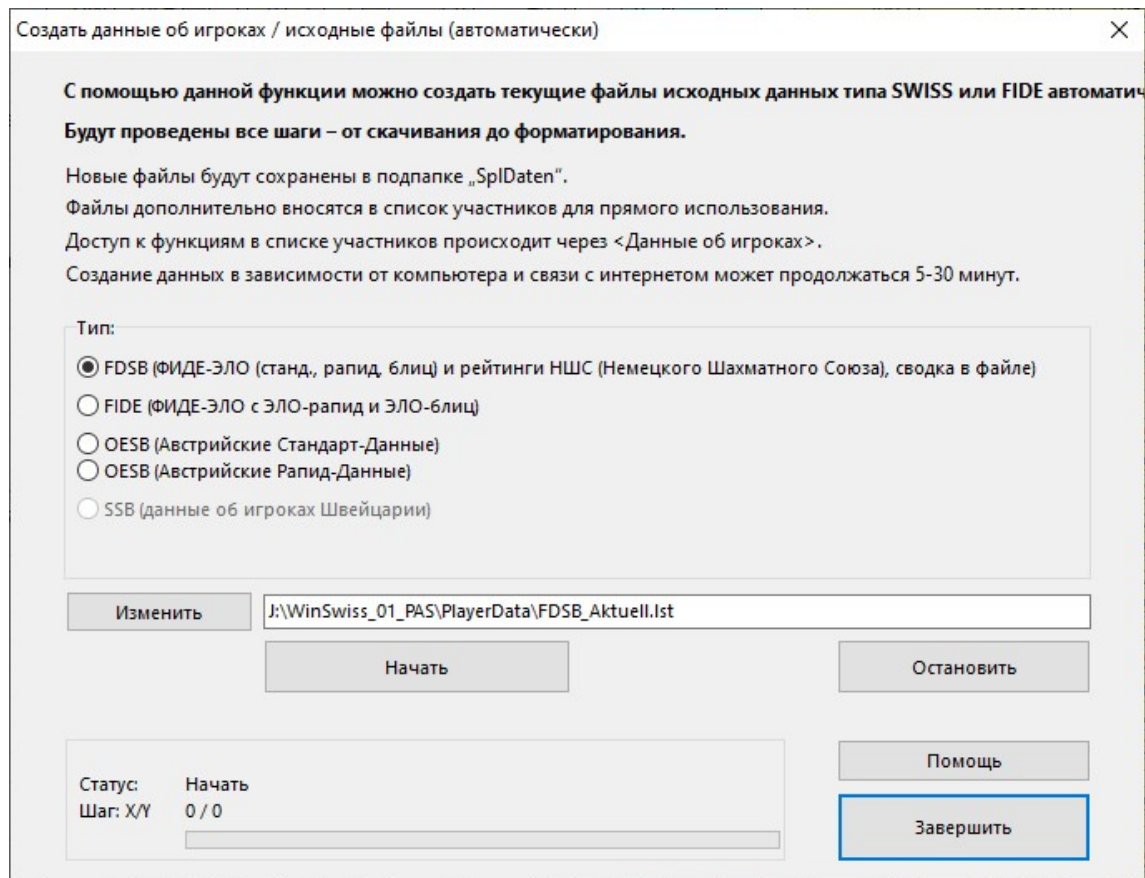 Создать данные об игроках / исходные файлы (автоматически)
С помощью данной функции можно создать текущие файлы исходных данных типа SWISS или FIDE автоматич
Будут проведены все шаги – от скачивания до форматирования.
Новые файлы будут сохранены в подпапке „SplDaten“.
Файлы дополнительно вносятся в список участников для прямого использования.
Доступ к функциям в списке участников происходит через <Данные об игроках>.
Создание данных в зависимости от компьютера и связи с интернетом может продолжаться 5-30 минут.
Тип:
FDSB (ФИДЕ-ЭЛО (станд., рапид, блиц) и рейтинги НШС (Немецкого Шахматного Союза), сводка в файле)
FIDE (ФИДЕ-ЭЛО с ЭЛО-рапид и ЭЛО-блиц)
OESB (Австрийские Стандарт-Данные)
OESB (Австрийские Рапид-Данные)
SSB (данные об игроках Швейцарии)
Изменить J:\WinSwiss_01_PAS\PlayerData\FDSB_Aktuell.lst
Начать Остановить
Помощь
Статус: Начать
Шаг: X/Y 0 / 0
Завершить